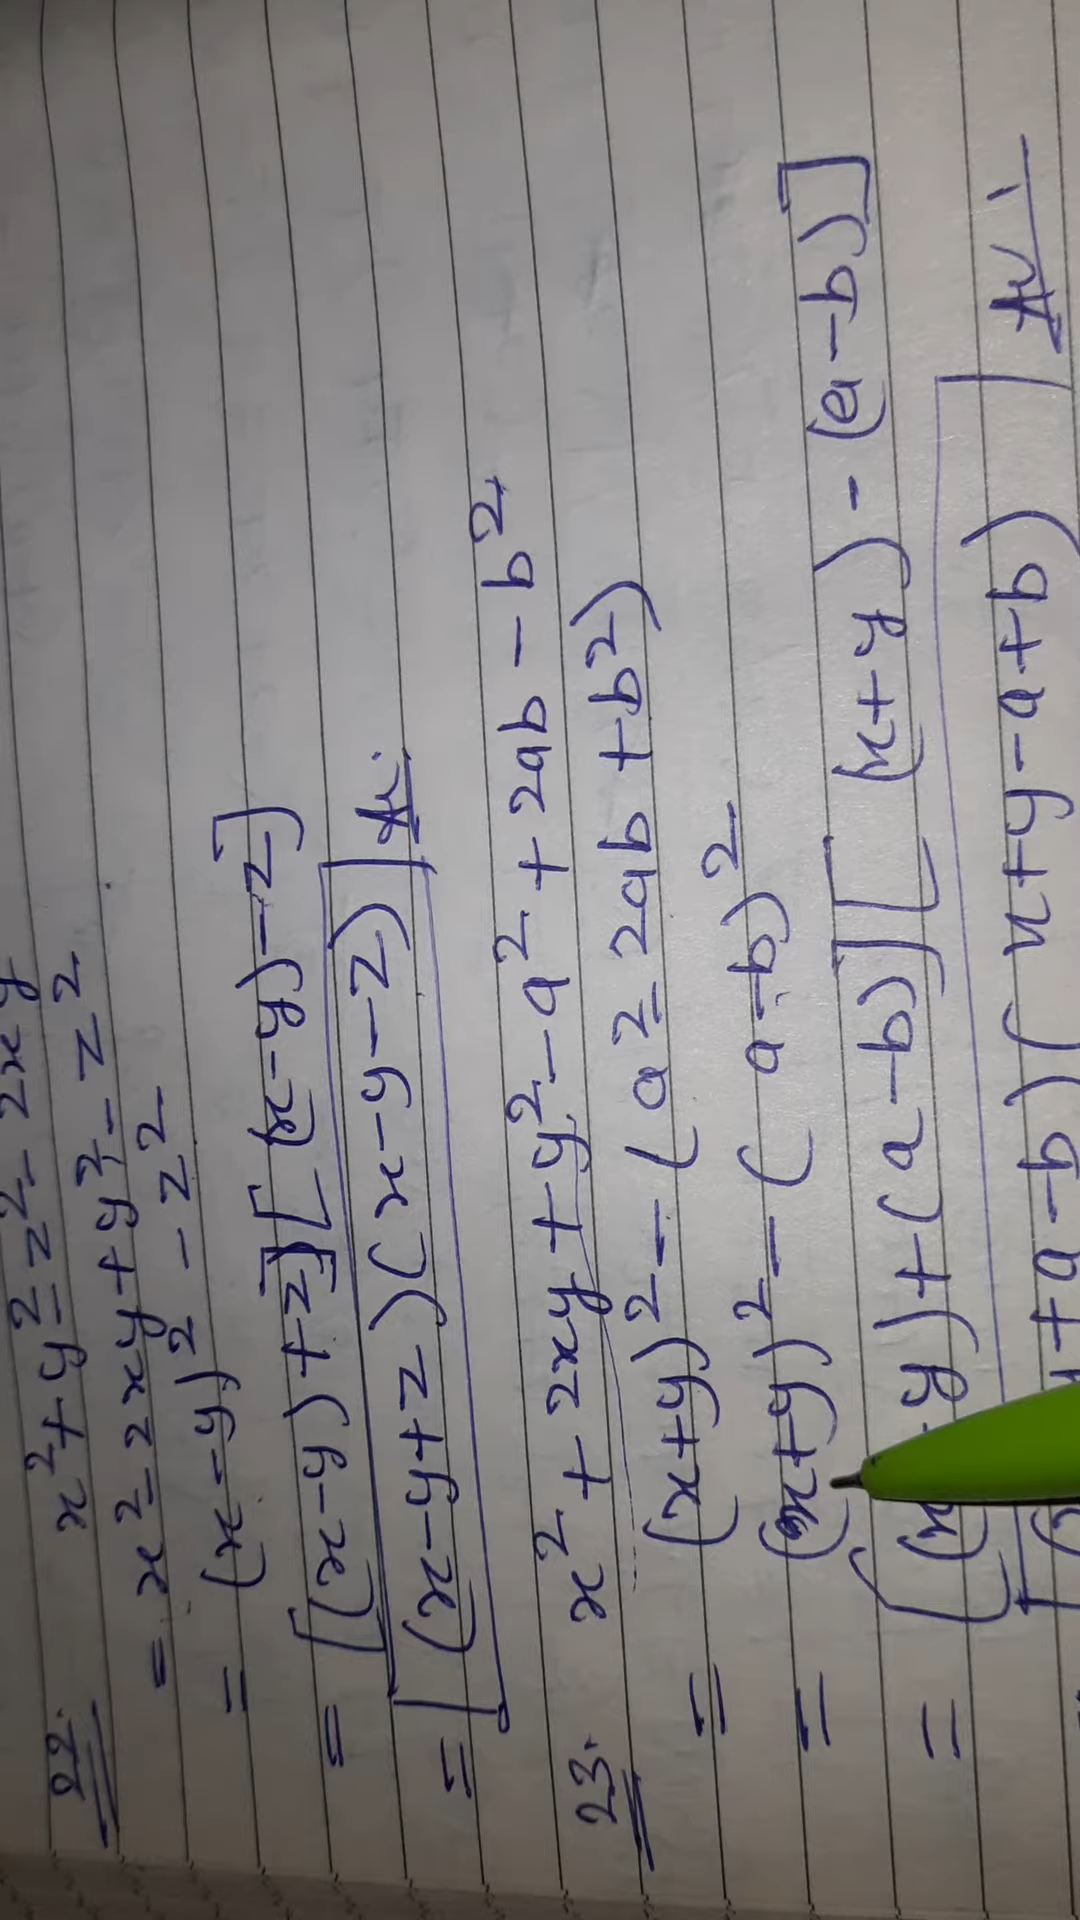 22. x² + y² - z² - 2xy
= x² - 2xy + y² - z²
= (x-y)² - z²
= [(x-y)+z] [(x-y)-z]
= (x-y+z)(x-y-z) Ans.
23. x² + 2xy + y² - a² + 2ab - b²
= (x+y)² - (a² - 2ab + b²)
= (x+y)² - (a-b)²
= [(x+y)+(a-b)] [(x+y)-(a-b)]
y+a-b)(x+y-a+b) Ans.